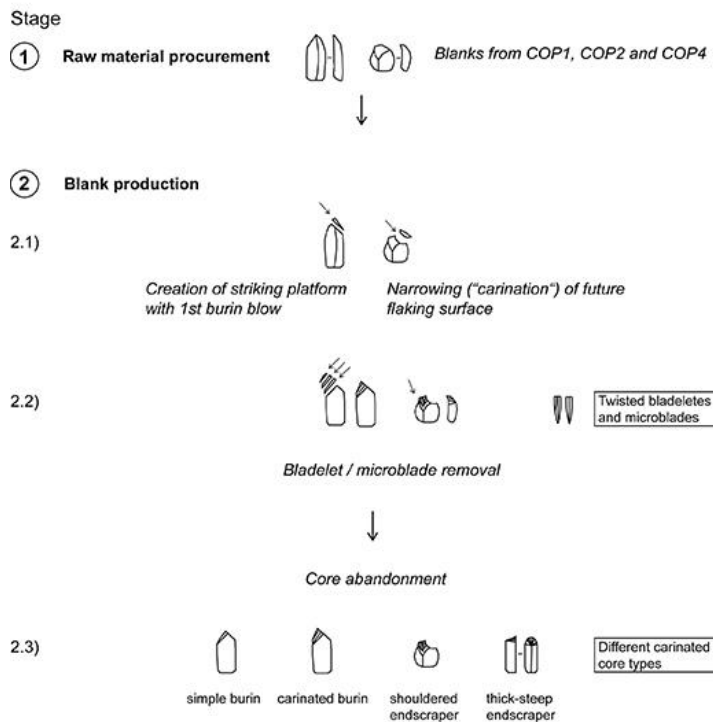 Stage
1 Raw material procurement
Blanks from COP1, COP2 and COP4
2 Blank production
2.1)
Creation of striking platform
with 1st burin blow
Narrowing (“carination“) of future
flaking surface
2.2)
Twisted bladeletes
and microblades
Bladelet / microblade removal
Core abandonment
2.3)
Different carinated
core types
simple burin
carinated burin
shouldered
endscraper
thick-steep
endscraper